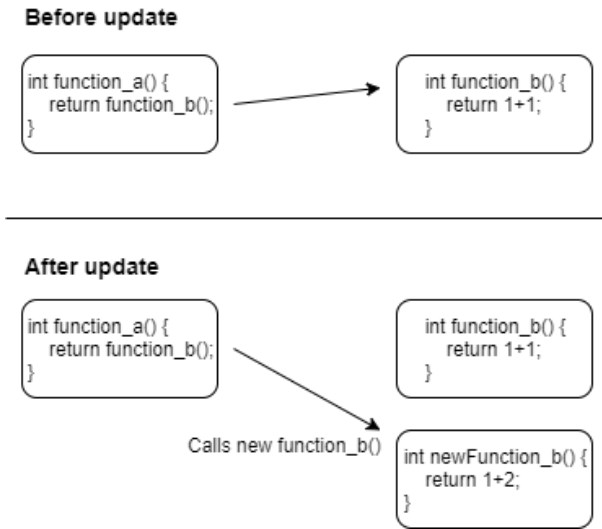 Before update
int function_a() {
return function_b();
}
int function_b() {
return 1+1;
}
After update
int function_a() {
return function_b();
}
int function_b() {
return 1+1;
}
Calls new function_b()
int newFunction_b() {
return 1+2;
}